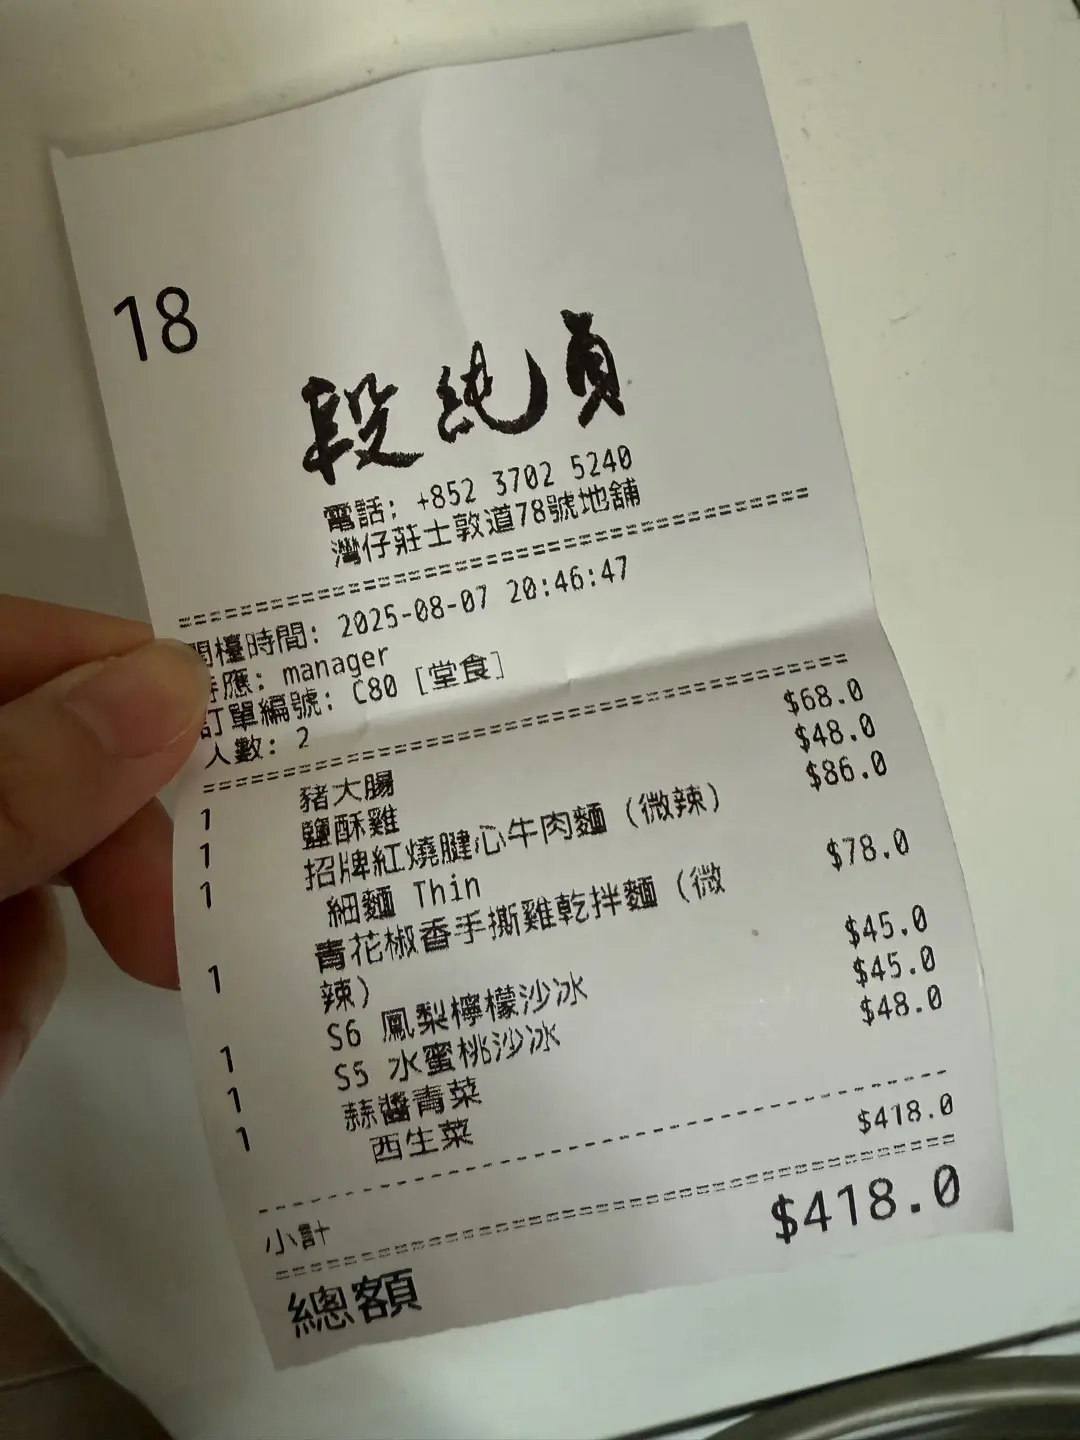 18
段純貞
電話: +852 3702 5240
灣仔莊士敦道78號地舖
開檯時間: 2025-08-07 20:46:47
待應: manager
訂單編號: C80 [堂食]
人數: 2
1 豬大腸 $68.0
1 鹽酥雞 $48.0
1 招牌紅燒腱心牛肉麵 (微辣) $86.0
細麵 Thin
1 青花椒香手撕雞乾拌麵 (微辣) $78.0
1 S6 鳳梨檸檬沙冰 $45.0
1 S5 水蜜桃沙冰 $45.0
1 蒜醬青菜 $48.0
西生菜
小計 $418.0
總額 $418.0